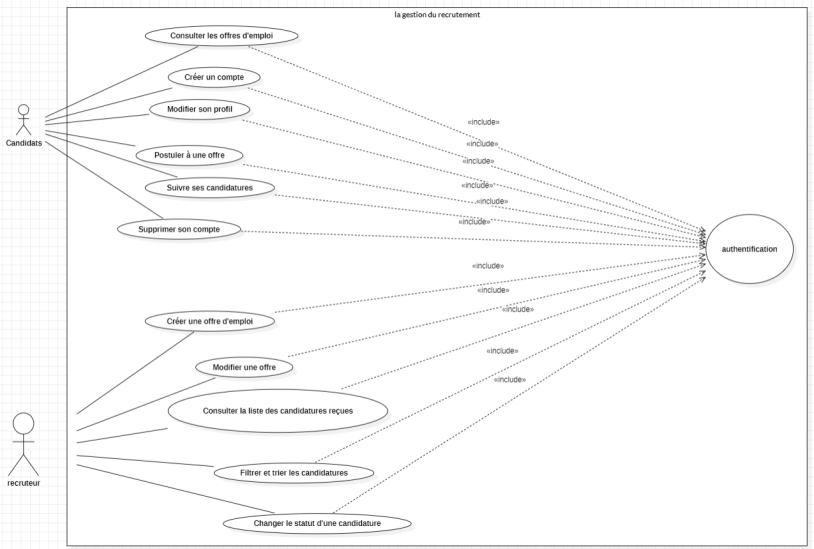 la gestion du recrutement
Consulter les offres d'emploi
Créer un compte
Modifier son profil
«include»
Candidats
«include»
Postuler à une offre
«include»
Suivre ses candidatures
«include»
«include»
Supprimer son compte
«include»
authentification
«include»
«include»
Créer une offre d'emploi
«include»
«include»
Modifier une offre
«include»
Consulter la liste des candidatures reçues
Filtrer et trier les candidatures
recruteur
Changer le statut d'une candidature